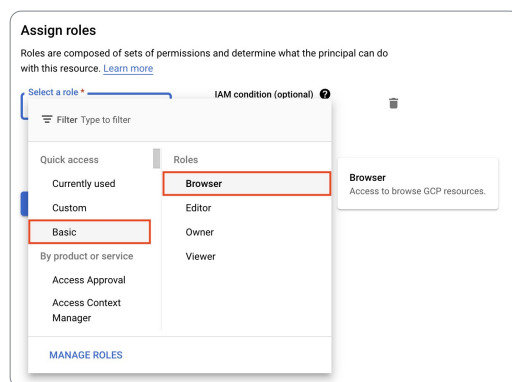 Assign roles
Roles are composed of sets of permissions and determine what the principal can do
with this resource. Learn more
Select a role *
IAM condition (optional)
Filter Type to filter
Quick access
Currently used
Custom
Basic
By product or service
Access Approval
Access Context
Manager
Roles
Browser
Editor
Owner
Viewer
Browser
Access to browse GCP resources.
MANAGE ROLES